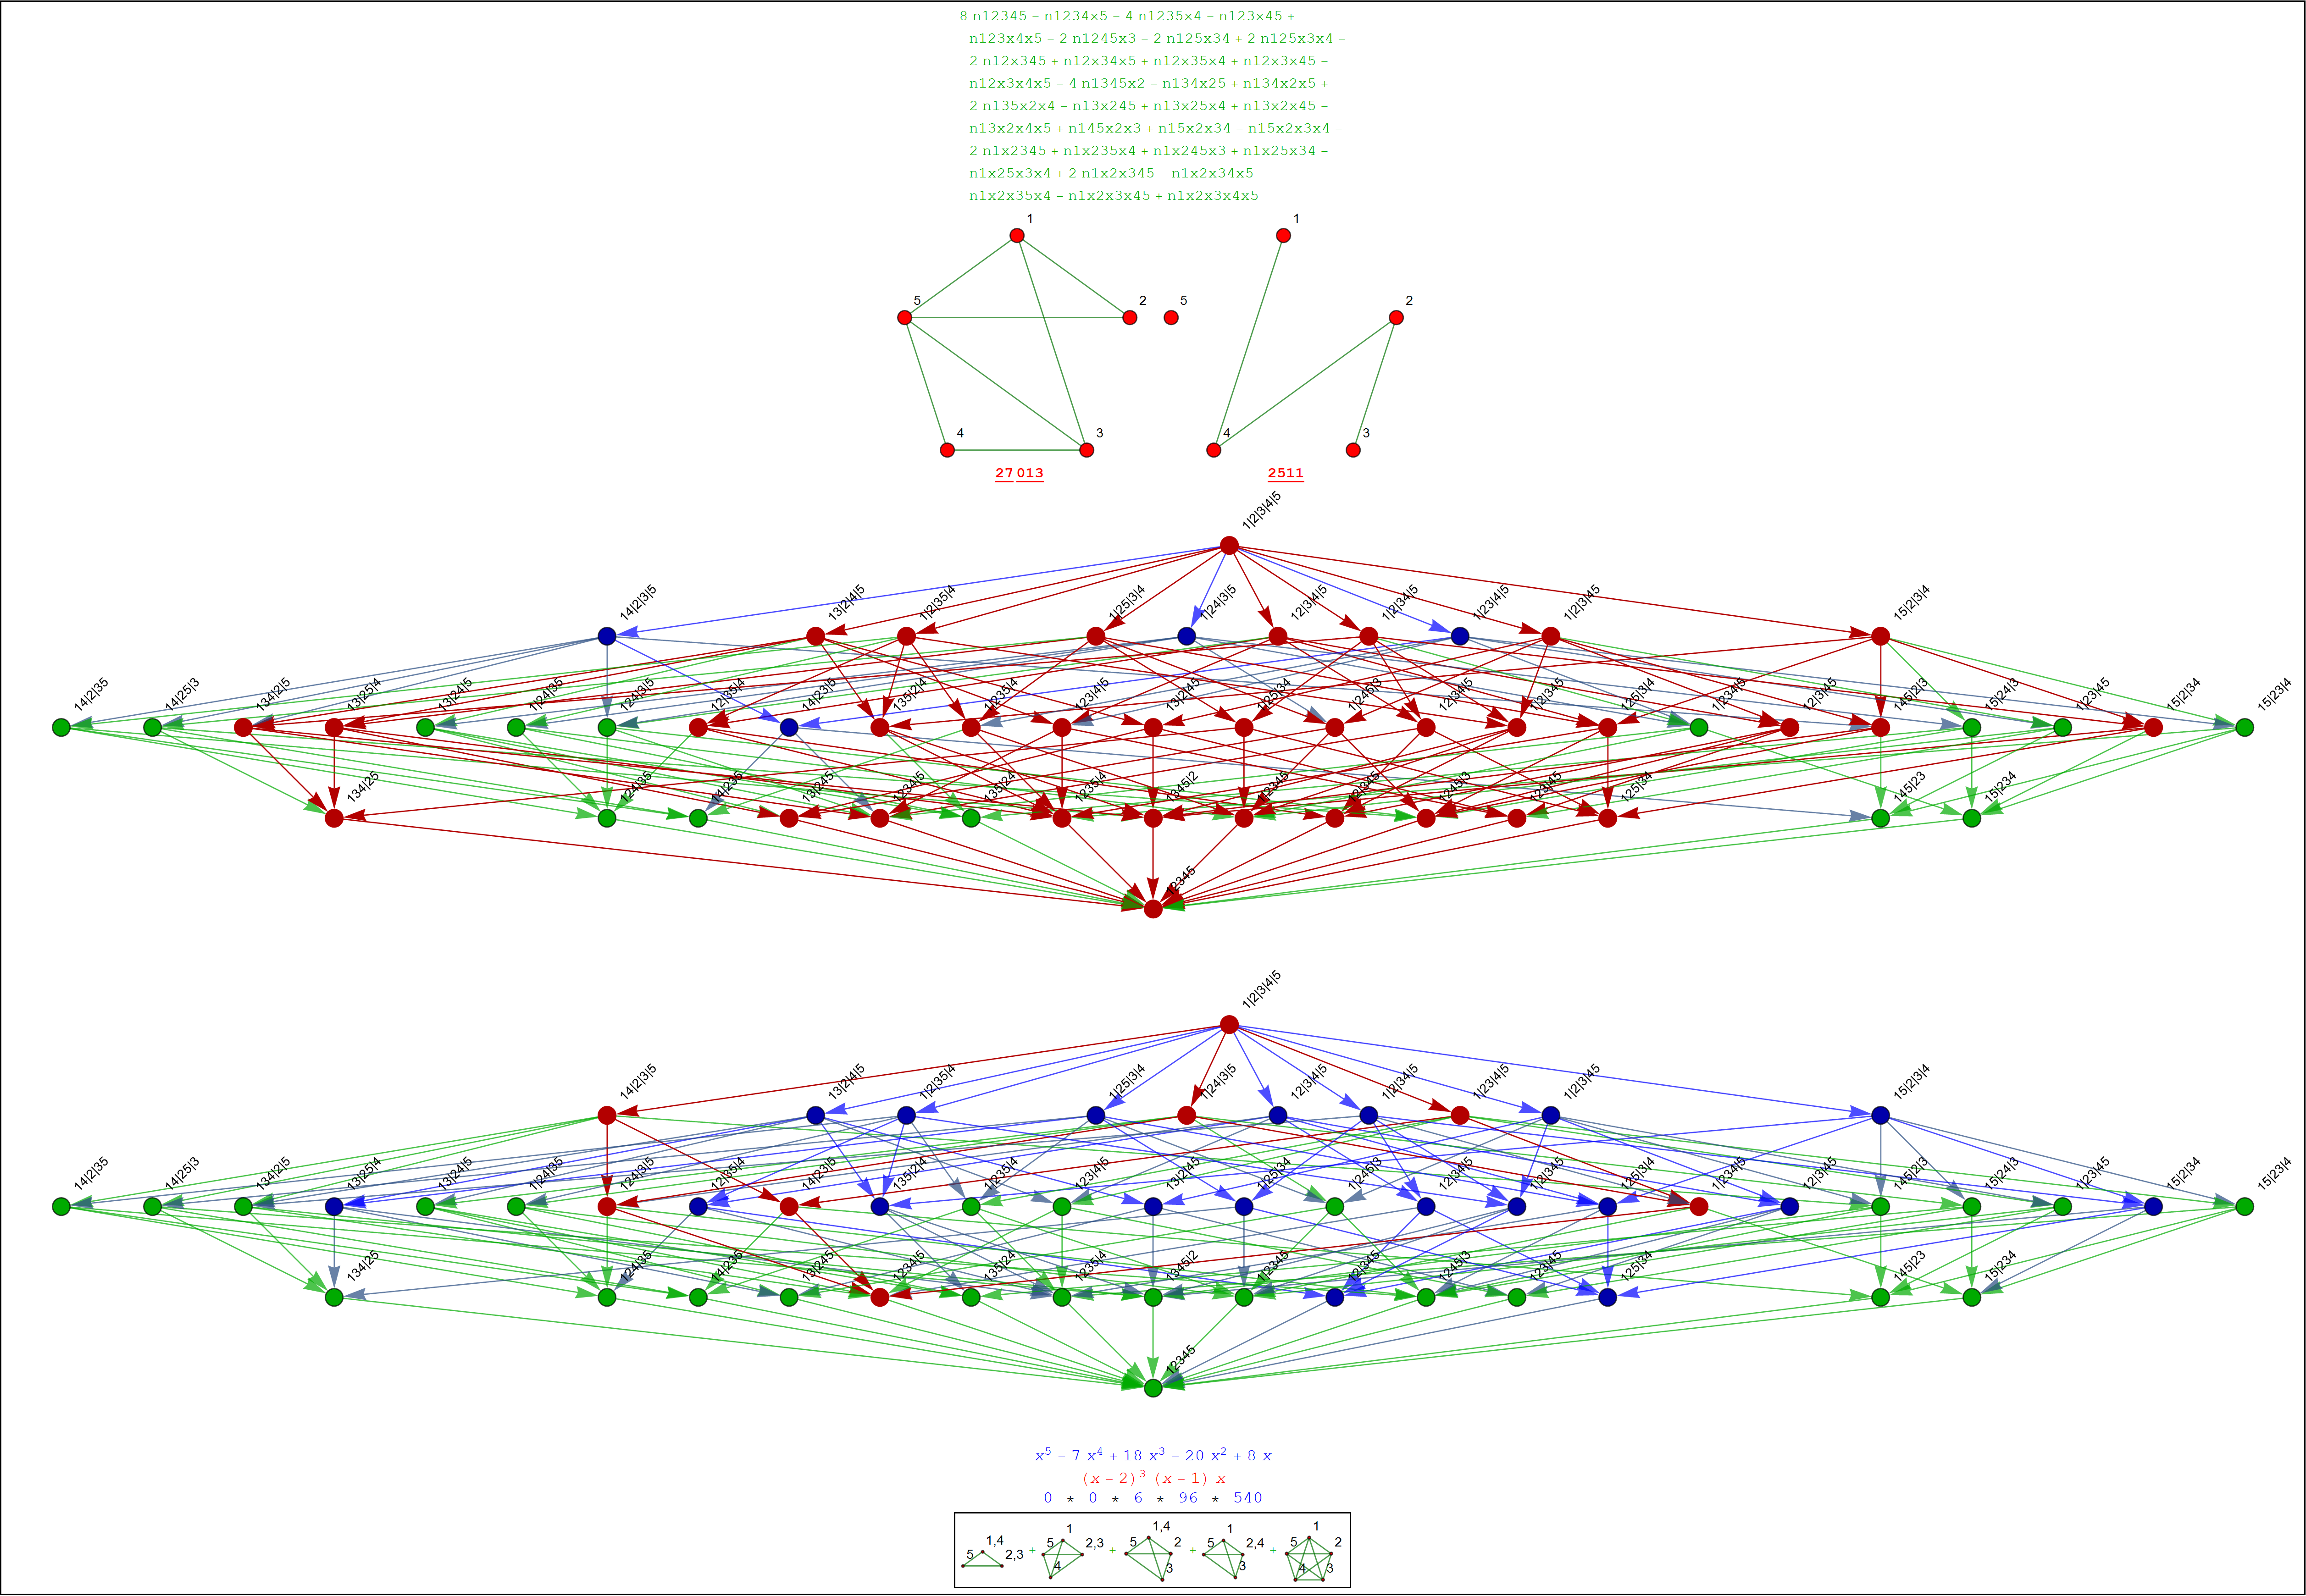 8 n12345 − n1234x5 − 4 n1235x4 − n123x45 +
n123x4x5 − 2 n1245x3 − 2 n125x34 + 2 n125x3x4 −
2 n12x345 + n12x34x5 + n12x35x4 + n12x3x45 −
n12x3x4x5 − 4 n1345x2 − n134x25 + n134x2x5 +
2 n135x2x4 − n13x245 + n13x25x4 + n13x2x45 −
n13x2x4x5 + n145x2x3 + n15x2x34 − n15x2x3x4 −
2 n1x2345 + n1x235x4 + n1x245x3 + n1x25x34 −
n1x25x3x4 + 2 n1x2x345 − n1x2x34x5 −
n1x2x35x4 − n1x2x3x45 + n1x2x3x4x5
1 1
5 2 5 2
4 3 4 3
27 013 2511
1|2|3|4|5
14|2|3|5 13|2|4|5 1|2|35|4 1|25|3|4 1|24|3|5 12|3|4|5 1|2|34|5 1|23|4|5 1|2|3|45 15|2|3|4
14|2|35 14|25|3 134|2|5 13|25|4 13|24|5 1|24|35 124|3|5 12|35|4 14|23|5 135|2|4 1|235|4 123|4|5 13|2|45 1|25|34 1|245|3 12|34|5 1|2|345 125|3|4 1|234|5 12|3|45 145|2|3 15|24|3 1|23|45 15|2|34 15|23|4
134|25 124|35 14|235 13|245 1234|5 135|24 1235|4 1345|2 1|2345 12|345 1245|3 123|45 125|34 145|23 15|234
12345
1|2|3|4|5
14|2|3|5 13|2|4|5 1|2|35|4 1|25|3|4 1|24|3|5 12|3|4|5 1|2|34|5 1|23|4|5 1|2|3|45 15|2|3|4
14|2|35 14|25|3 134|2|5 13|25|4 13|24|5 1|24|35 124|3|5 12|35|4 14|23|5 135|2|4 1|235|4 123|4|5 13|2|45 1|25|34 1|245|3 12|34|5 1|2|345 125|3|4 1|234|5 12|3|45 145|2|3 15|24|3 1|23|45 15|2|34 15|23|4
134|25 124|35 14|235 13|245 1234|5 135|24 1235|4 1345|2 1|2345 12|345 1245|3 123|45 125|34 145|23 15|234
12345
x⁵ − 7 x⁴ + 18 x³ − 20 x² + 8 x
(x − 2)³ (x − 1) x
0 * 0 * 6 * 96 * 540
5 1,4 2,3 + 5 1 2,3 4 + 5 1,4 2 3 + 5 1 2,4 3 + 5 1 2 4 3